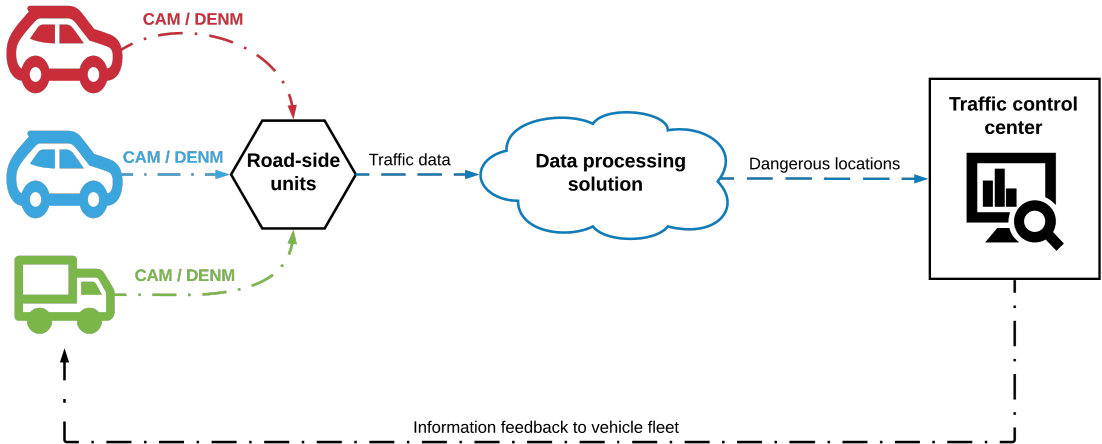 CAM / DENM
CAM / DENM
CAM / DENM
Road-side
units
Traffic data
Data processing
solution
Dangerous locations
Traffic control
center
Information feedback to vehicle fleet